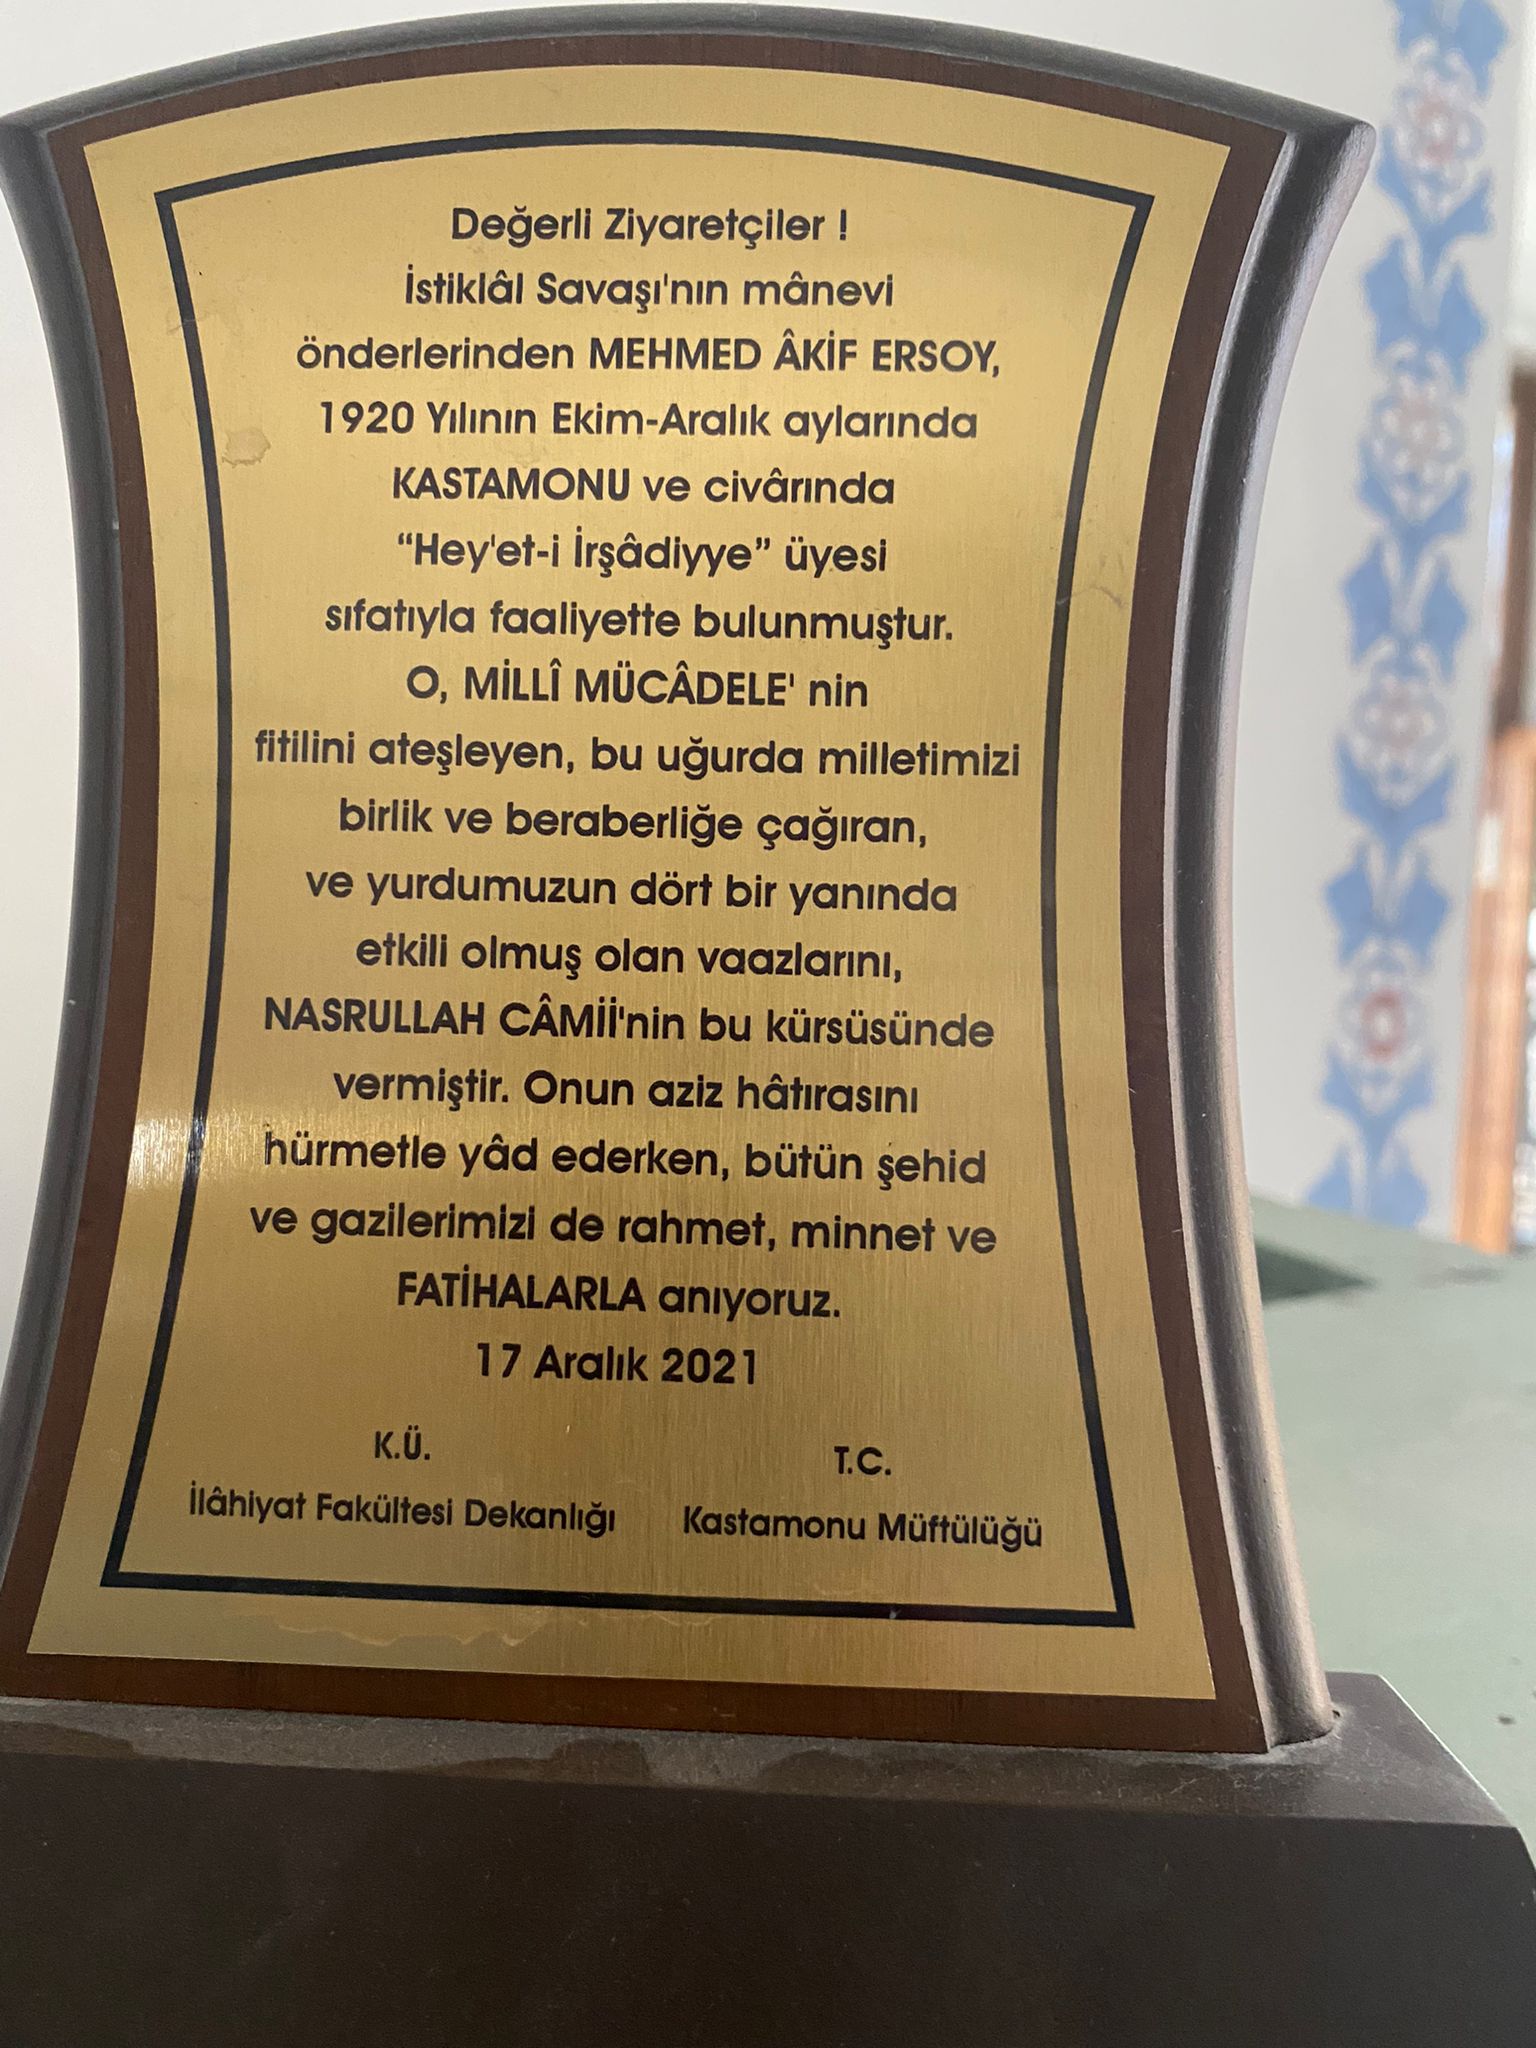 Değerli Ziyaretçiler !
İstiklâl Savaşı'nın mânevi
önderlerinden MEHMED ÂKİF ERSOY,
1920 Yılının Ekim-Aralık aylarında
KASTAMONU ve civârında
“Hey'et-i İrşâdiyye” üyesi
sıfatıyla faaliyette bulunmuştur.
O, MİLLÎ MÜCÂDELE' nin
fitilini ateşleyen, bu uğurda milletimizi
birlik ve beraberliğe çağıran,
ve yurdumuzun dört bir yanında
etkili olmuş olan vaazlarını,
NASRULLAH CÂMİİ'nin bu kürsüsünde
vermiştir. Onun aziz hâtırasını
hürmetle yâd ederken, bütün şehid
ve gazilerimizi de rahmet, minnet ve
FATİHALARLA anıyoruz.
17 Aralık 2021
K.Ü.
İlâhiyat Fakültesi Dekanlığı
T.C.
Kastamonu Müftülüğü